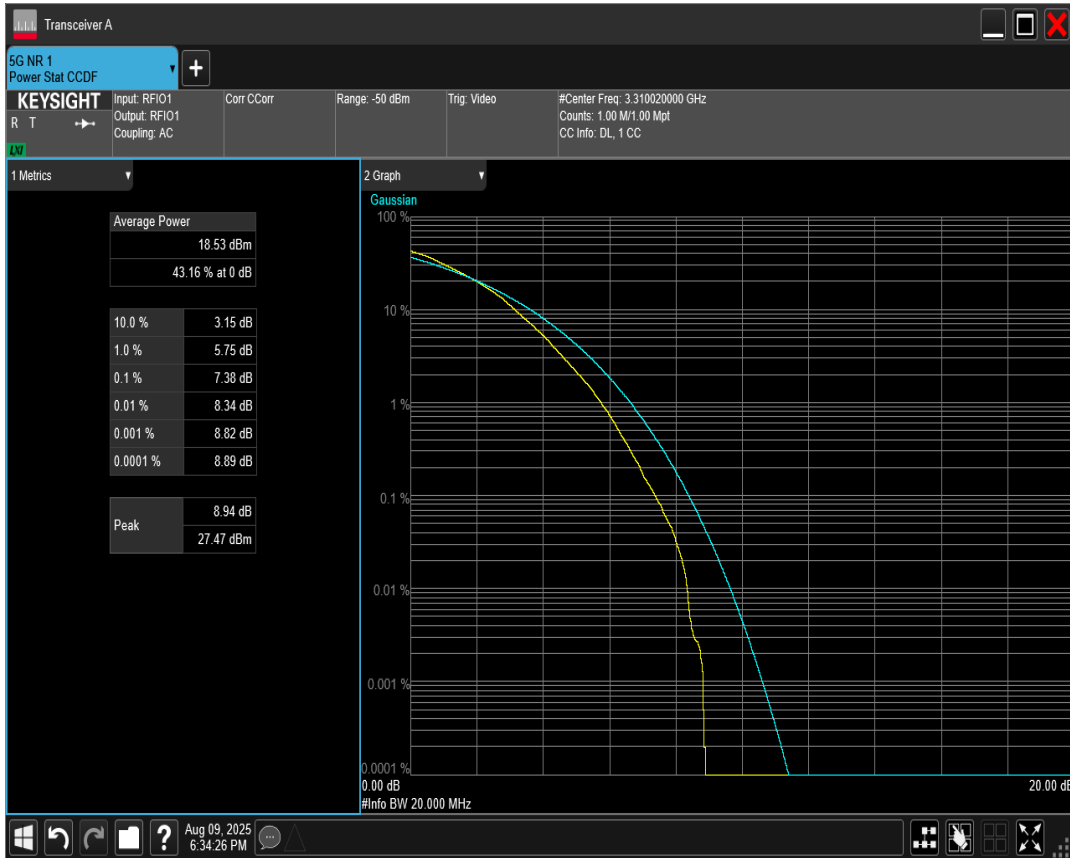 Transceiver A
5G NR 1
Power Stat CCDF
KEYSIGHT
R T
LXI
Input: RFIO1
Output: RFIO1
Coupling: AC
Corr CCorr
Range: -50 dBm
Trig: Video
#Center Freq: 3.310020000 GHz
Counts: 1.00 M/1.00 Mpt
CC Info: DL, 1 CC
1 Metrics
Average Power
18.53 dBm
43.16 % at 0 dB
10.0 % 3.15 dB
1.0 % 5.75 dB
0.1 % 7.38 dB
0.01 % 8.34 dB
0.001 % 8.82 dB
0.0001 % 8.89 dB
Peak
8.94 dB
27.47 dBm
2 Graph
Gaussian
100 %
10 %
1 %
0.1 %
0.01 %
0.001 %
0.0001 %
0.00 dB 20.00 dB
#Info BW 20.000 MHz
? Aug 09, 2025
6:34:26 PM